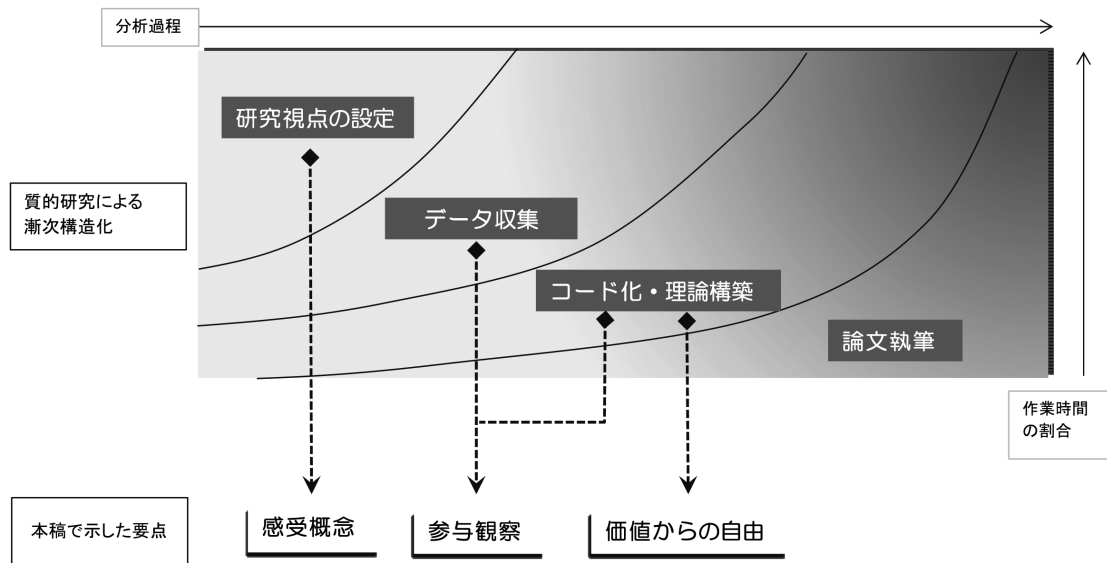 分析過程
研究視点の設定
質的研究による
漸次構造化
データ収集
コード化・理論構築
論文執筆
作業時間
の割合
本稿で示した要点
感受概念
参与観察
価値からの自由